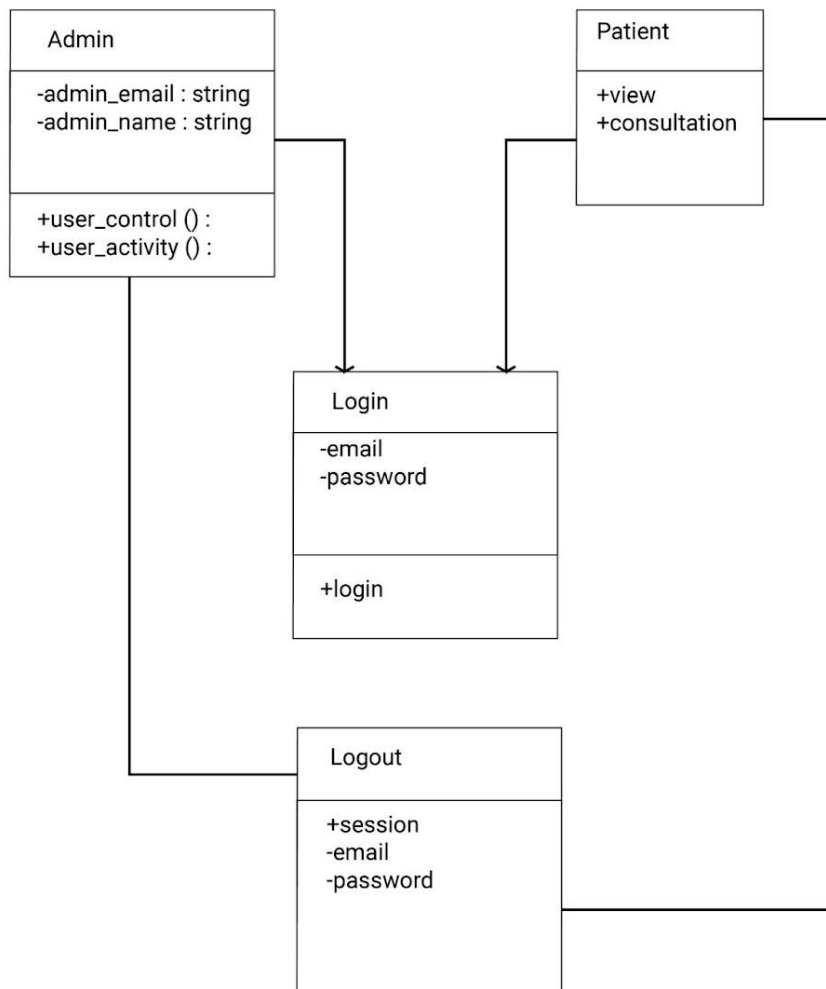 Admin
-admin_email : string
-admin_name : string
+user_control () :
+user_activity () :
Patient
+view
+consultation
Login
-email
-password
+login
Logout
+session
-email
-password